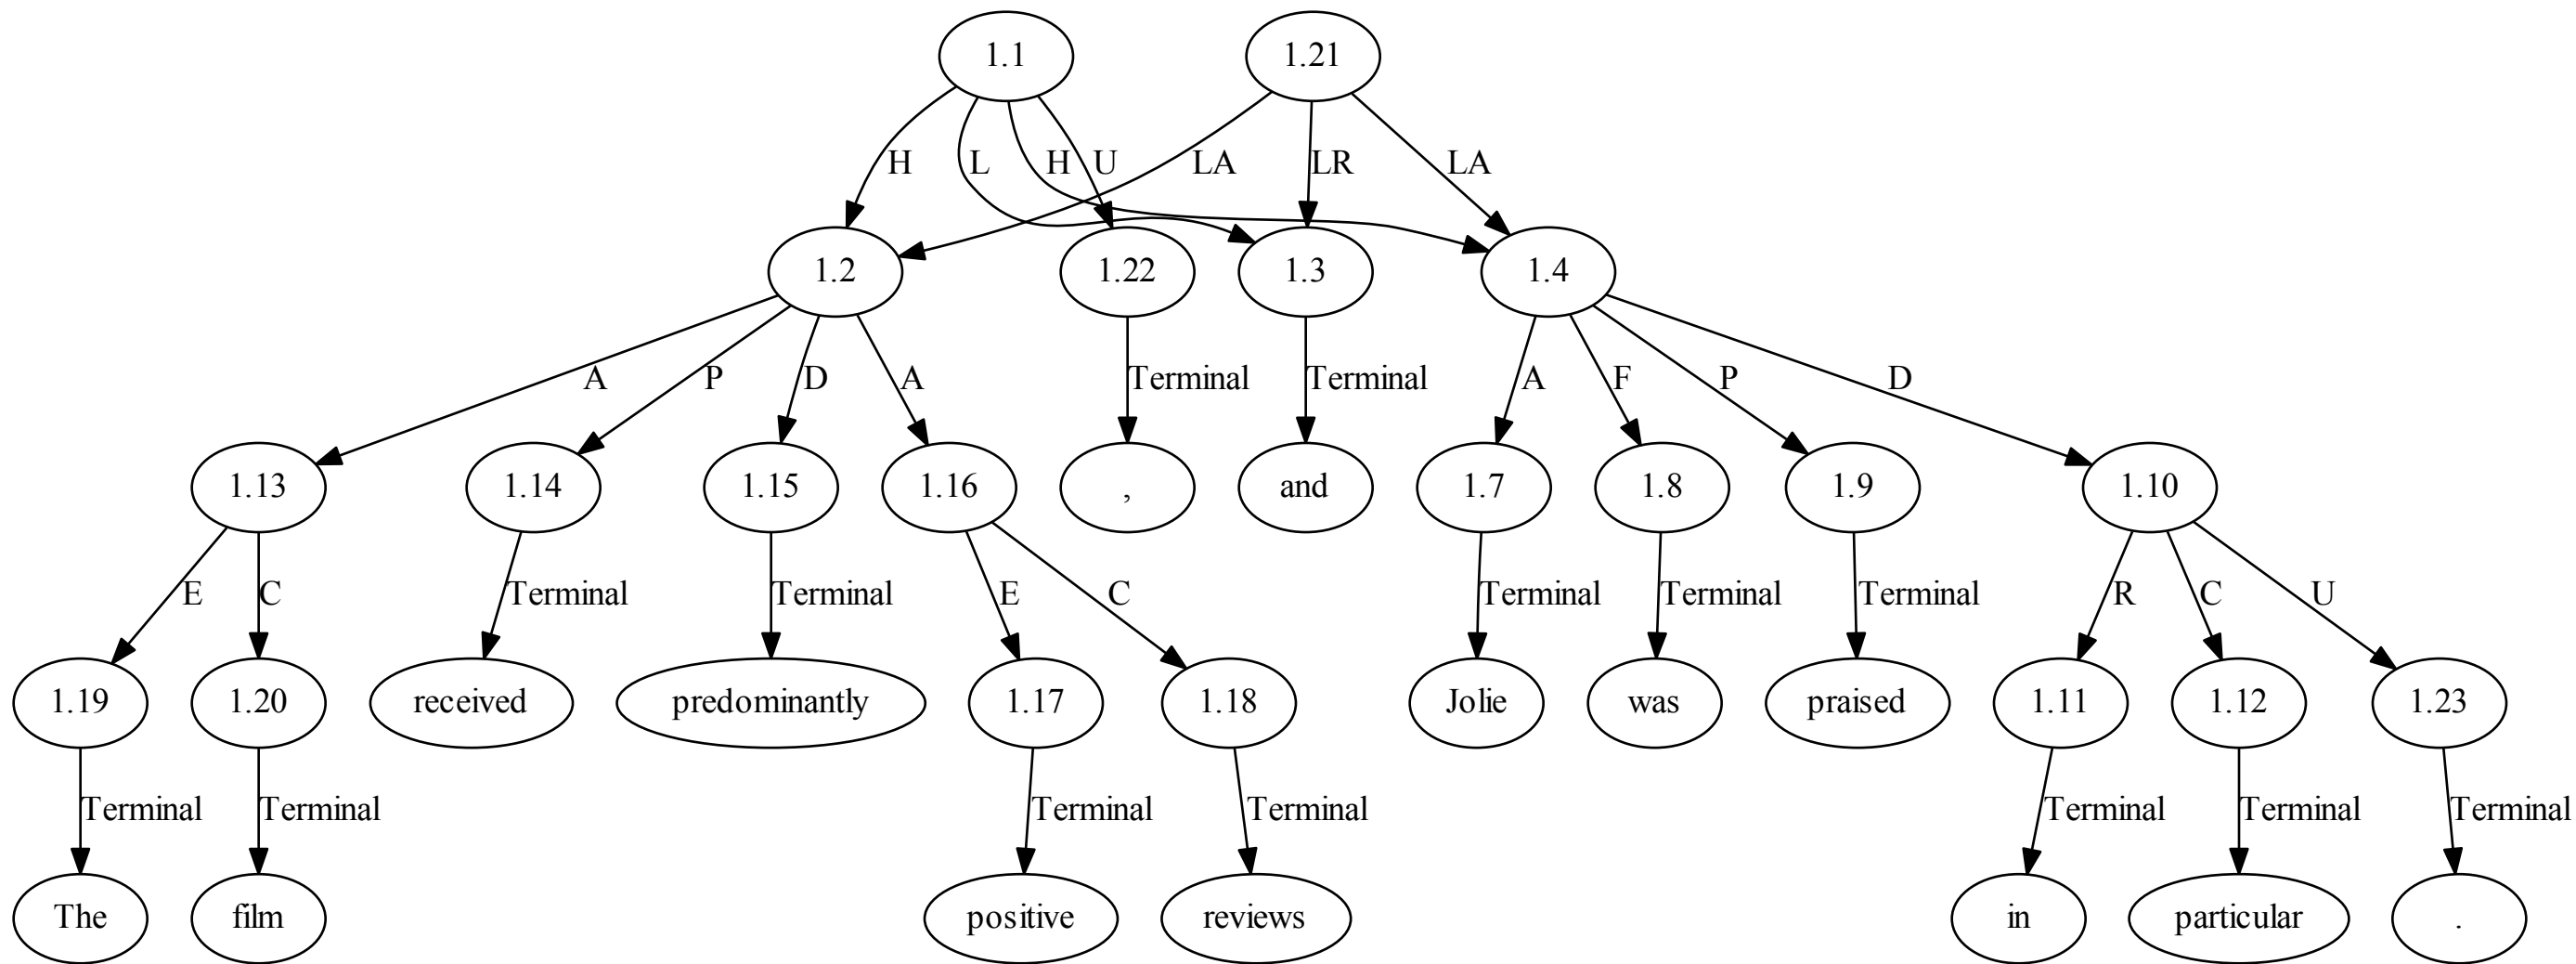 1.1 1.21
H L H U LA LR LA
1.2 1.22 1.3 1.4
A P D A Terminal Terminal A F P D
1.13 1.14 1.15 1.16 , and 1.7 1.8 1.9 1.10
E C Terminal Terminal E C Terminal Terminal Terminal R C U
1.19 1.20 received predominantly 1.17 1.18 Jolie was praised 1.11 1.12 1.23
Terminal Terminal Terminal Terminal Terminal Terminal Terminal
The film positive reviews in particular .